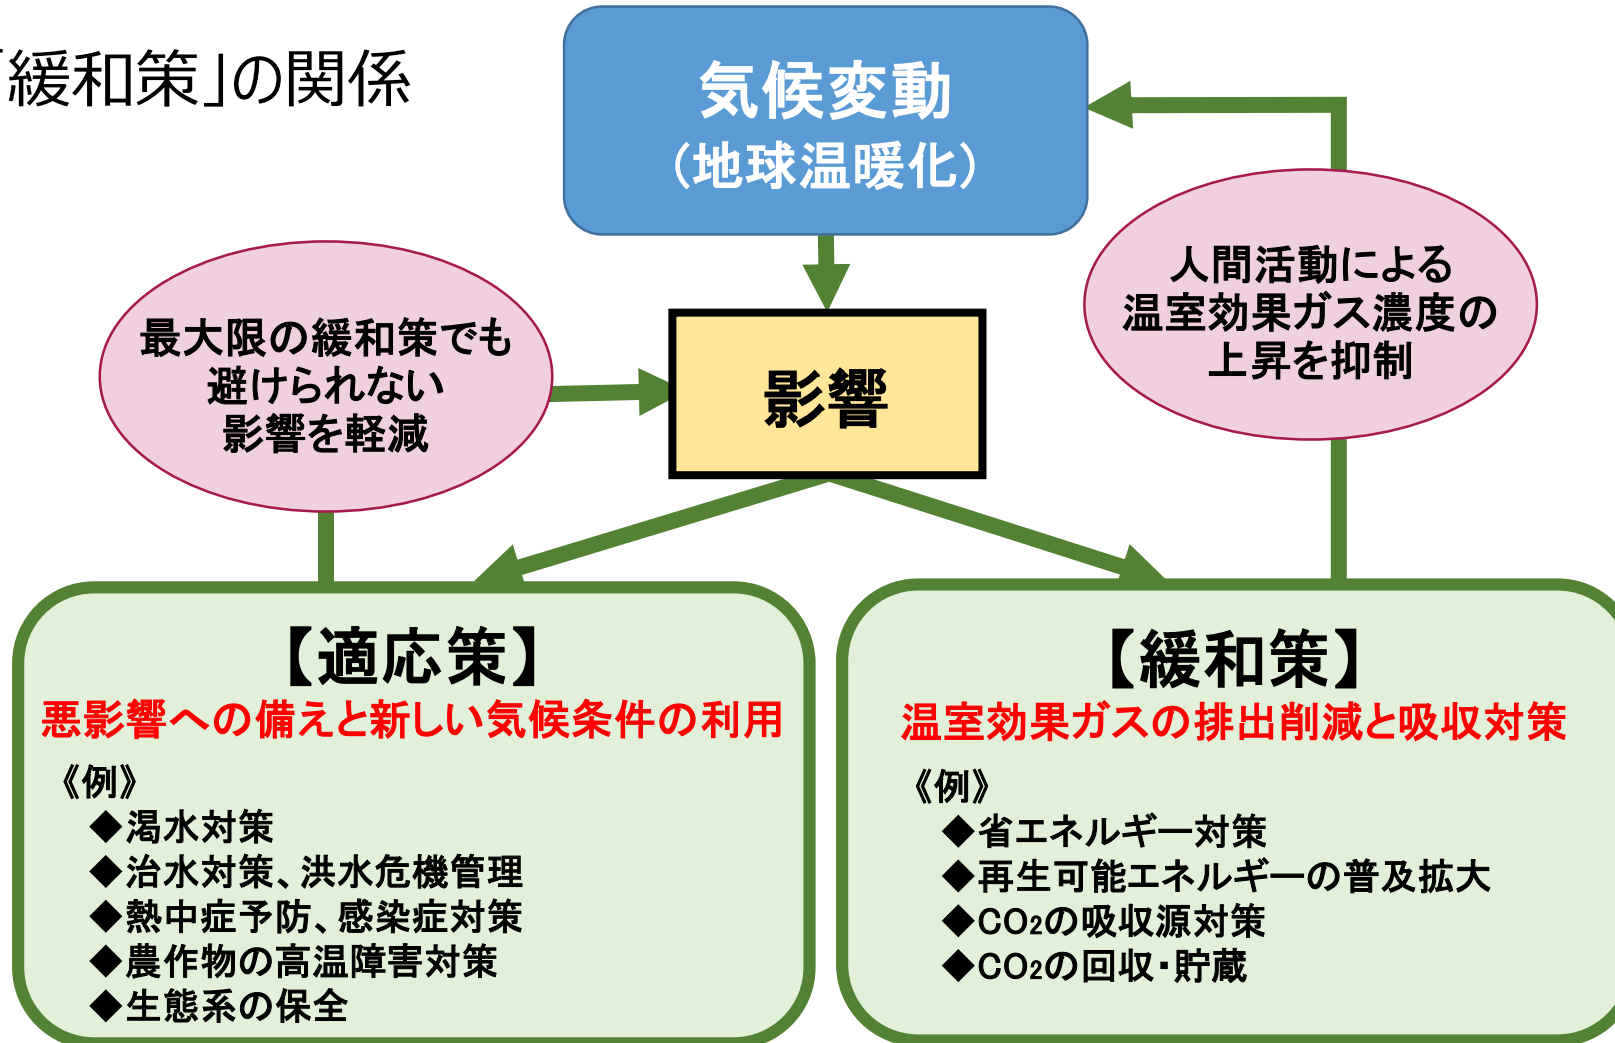 「緩和策」の関係
気候変動
（地球温暖化）
人間活動による
温室効果ガス濃度の
上昇を抑制
最大限の緩和策でも
避けられない
影響を軽減
影響
【適応策】
悪影響への備えと新しい気候条件の利用
《例》
◆渇水対策
◆治水対策、洪水危機管理
◆熱中症予防、感染症対策
◆農作物の高温障害対策
◆生態系の保全
【緩和策】
温室効果ガスの排出削減と吸収対策
《例》
◆省エネルギー対策
◆再生可能エネルギーの普及拡大
◆CO2の吸収源対策
◆CO2の回収・貯蔵